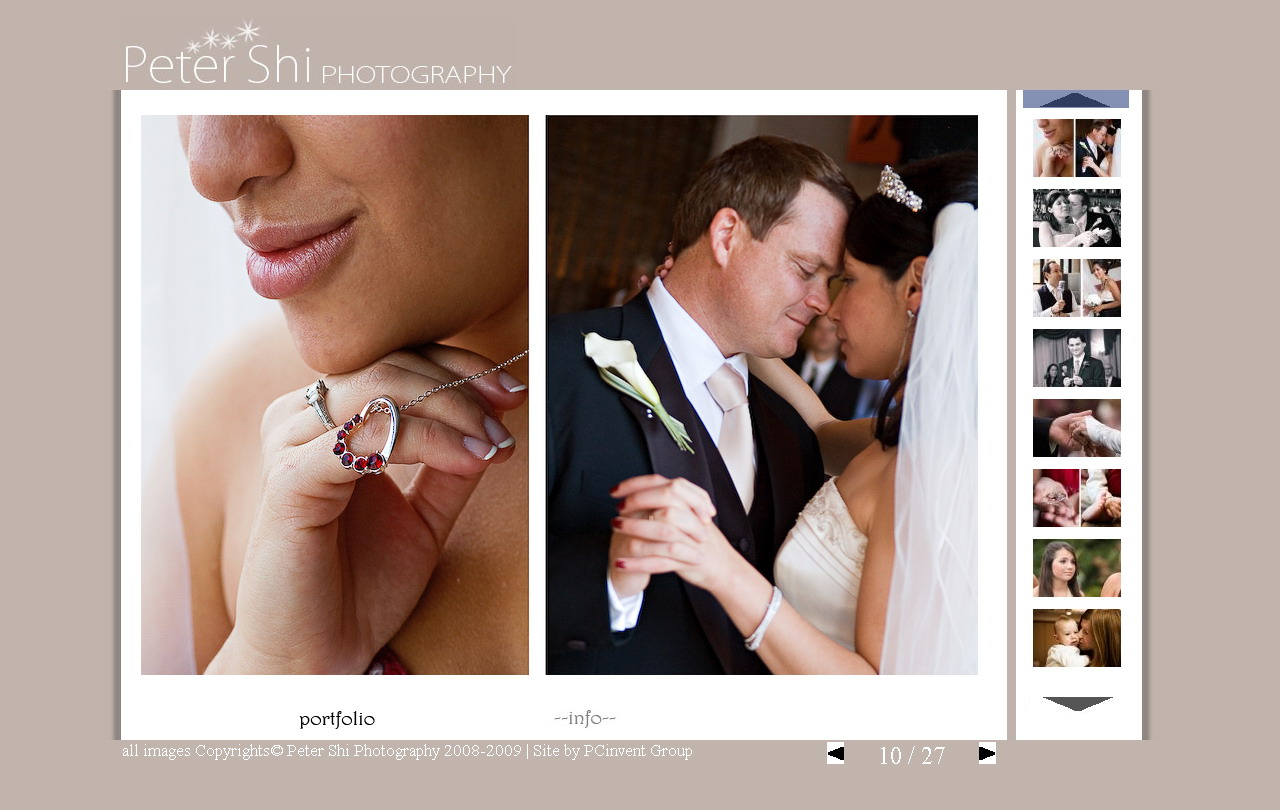 Peter Shi PHOTOGRAPHY
portfolio
--info--
all images Copyrights© Peter Shi Photography 2008-2009 | Site by PCinvent Group
10 / 27